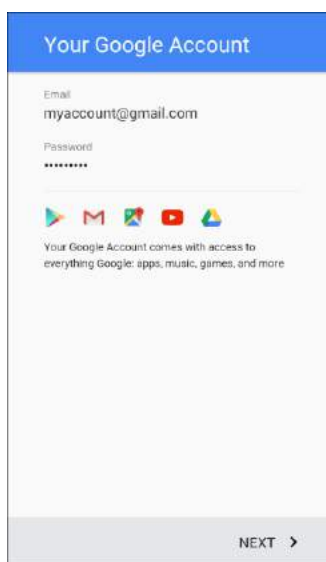 Your Google Account
Email
myaccount@gmail.com
Password
•••••••••
Your Google Account comes with access to
everything Google: apps, music, games, and more
NEXT